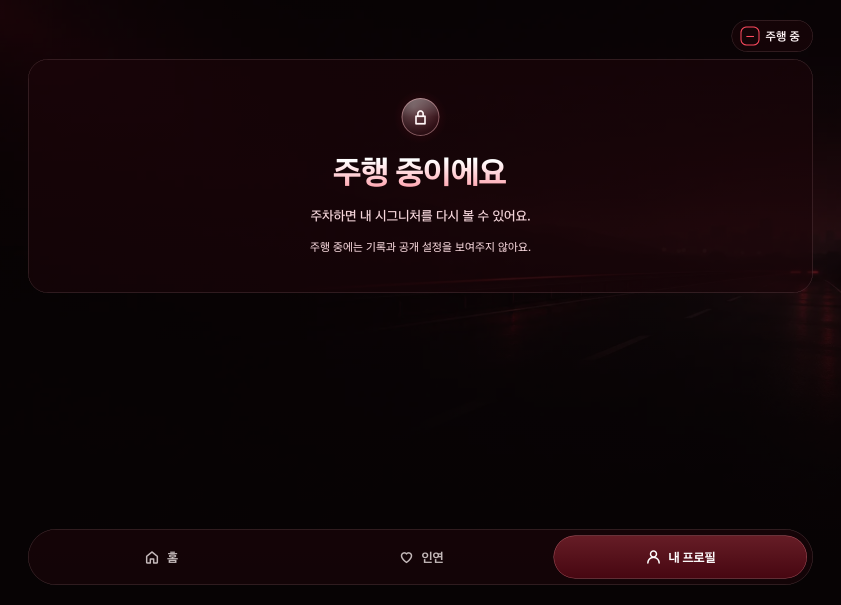 주행 중
주행 중이에요
주차하면 내 시그니처를 다시 볼 수 있어요.
주행 중에는 기록과 공개 설정을 보여주지 않아요.
홈
인연
내 프로필